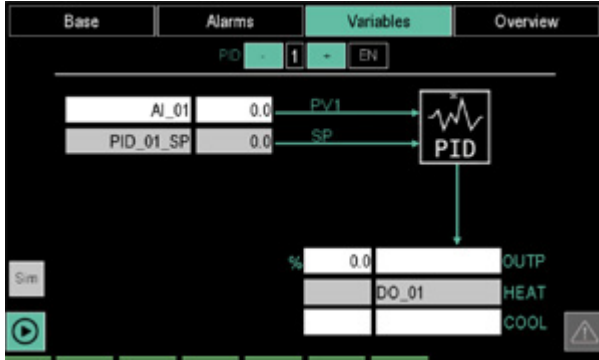 Base Alarms Variables Overview
PID - 1 + EN
AI_01 0.0 PV1
PID_01_SP 0.0 SP
PID
% 0.0 OUTP
Sim DO_01 HEAT
COOL